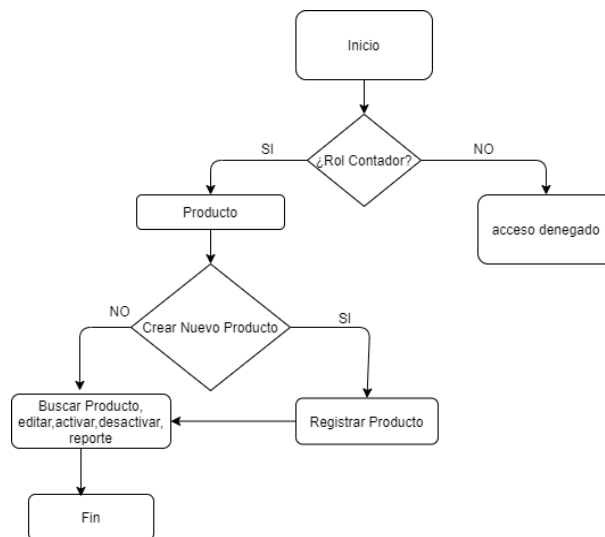 Inicio
¿Rol Contador?
SI
NO
Producto
acceso denegado
Crear Nuevo Producto
NO
SI
Buscar Producto,
editar,activar,desactivar,
reporte
Registrar Producto
Fin